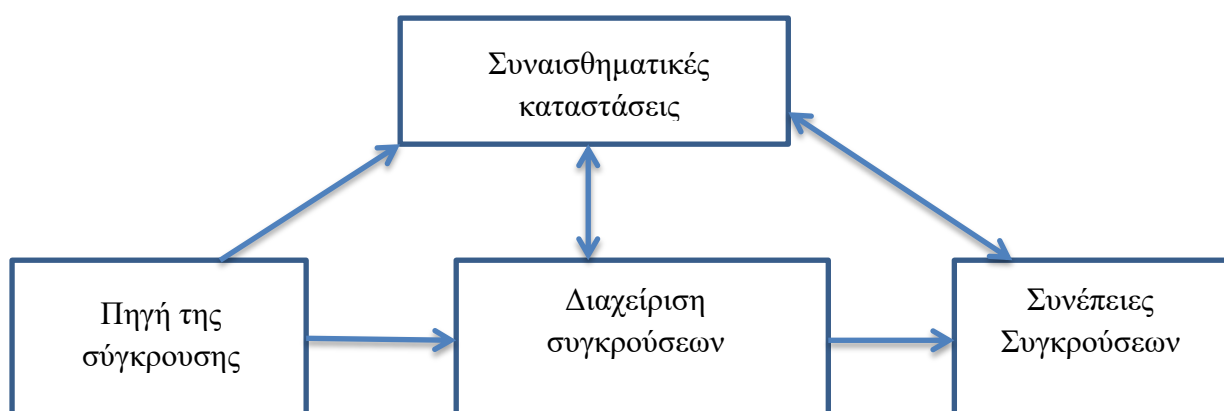 Συναισθηματικές
καταστάσεις
Πηγή της
σύγκρουσης
Διαχείριση
συγκρούσεων
Συνέπειες
Συγκρούσεων